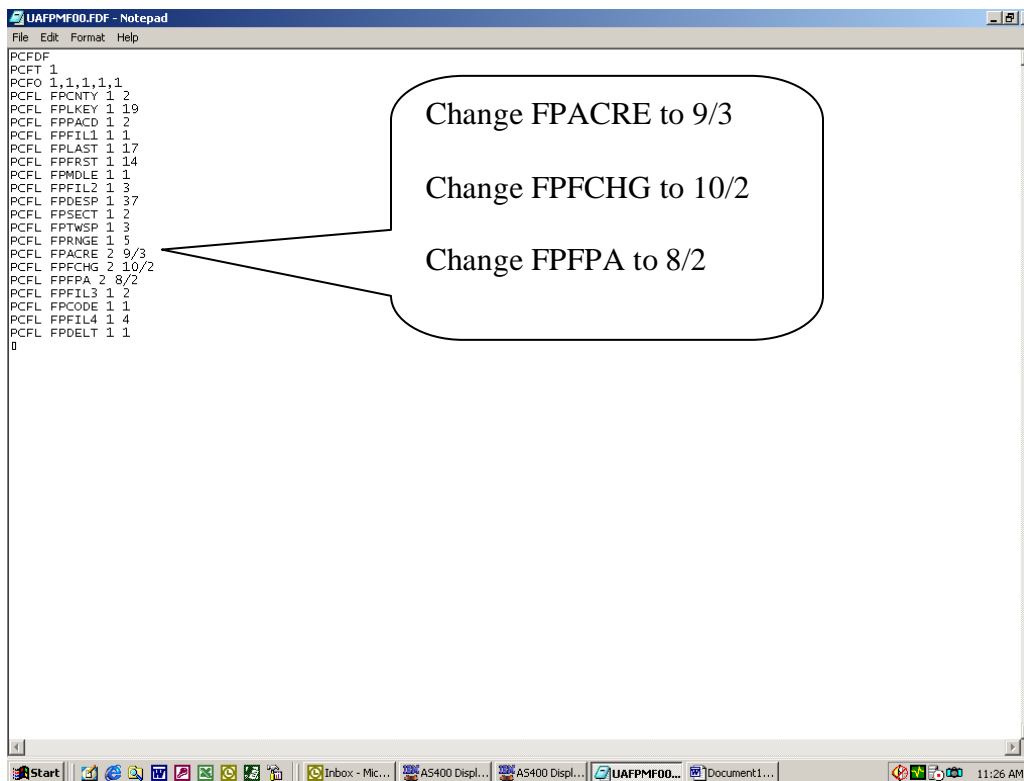 UAFPMF00.FDF - Notepad
File Edit Format Help
PCFDF
PCFT 1
PCFO 1,1,1,1,1
PCFL FPCNTY 1 2
PCFL FPLKEY 1 19
PCFL FPPACD 1 2
PCFL FPFIL1 1 1
PCFL FPLAST 1 17
PCFL FPFRST 1 14
PCFL FPMDLE 1 1
PCFL FPFIL2 1 3
PCFL FPDESP 1 37
PCFL FPSECT 1 2
PCFL FPTWSP 1 3
PCFL FPRNGE 1 5
PCFL FPACRE 2 9/3
PCFL FPFCHG 2 10/2
PCFL FPFPA 2 8/2
PCFL FPFIL3 1 2
PCFL FPCODE 1 1
PCFL FPFIL4 1 4
PCFL FPDELT 1 1
Change FPACRE to 9/3
Change FPFCHG to 10/2
Change FPFPA to 8/2
Start Inbox - Mic... AS400 Displ... AS400 Displ... UAFPMF00... Document1... 11:26 AM